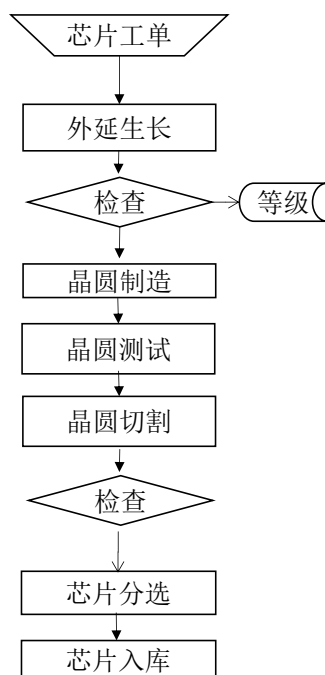 芯片工单
外延生长
检查
等级
晶圆制造
晶圆测试
晶圆切割
检查
芯片分选
芯片入库